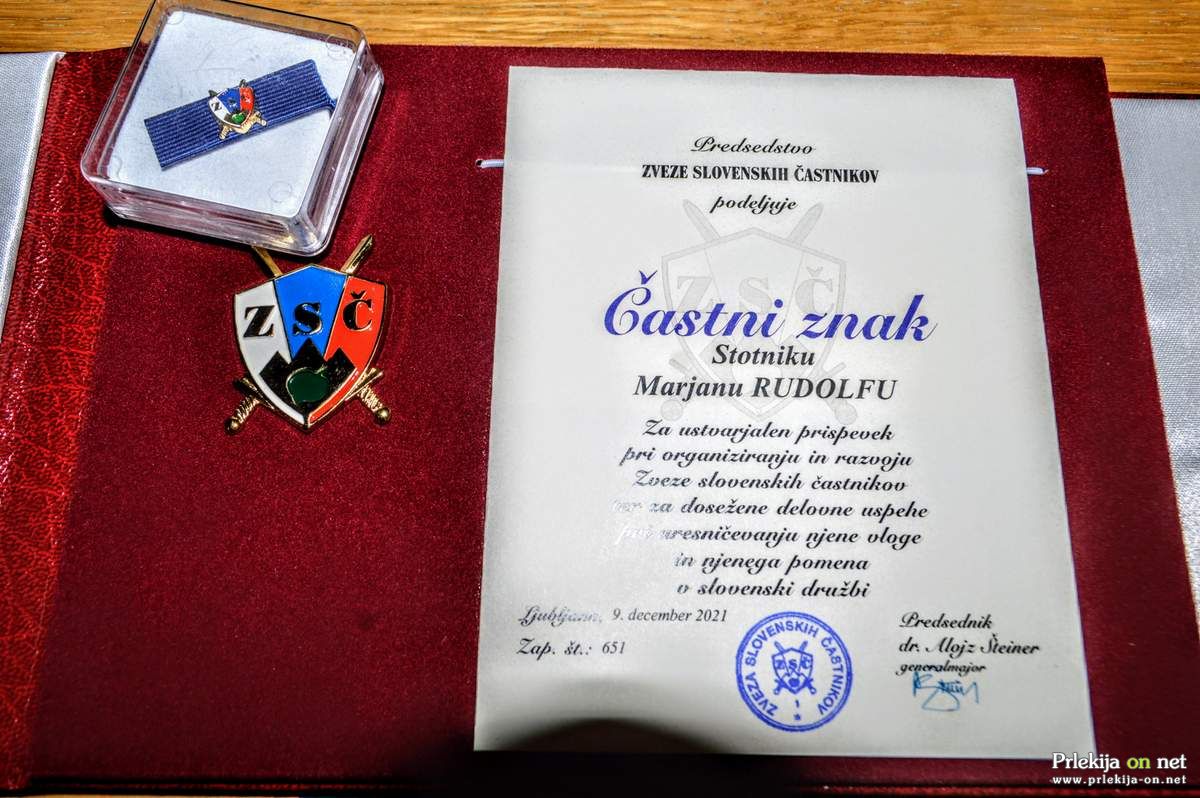 Z S Č
Z S Č
Predsedstvo
ZVEZE SLOVENSKIH ČASTNIKOV
podeljuje
Z S Č
Častni znak
Stotniku
Marjanu RUDOLFU
Za ustvarjalen prispevek
pri organiziranju in razvoju
Zveze slovenskih častnikov
ter za dosežene delovne uspehe
pri uresničevanju njene vloge
in njenega pomena
v slovenski družbi
Ljubljana, 9. december 2021
Zap. št.: 651
ZVEZA SLOVENSKIH ČASTNIKOV
ZSČ
1
Predsednik
dr. Alojz Šteiner
generalmajor
Prlekija on net
www.prlekija-on.net